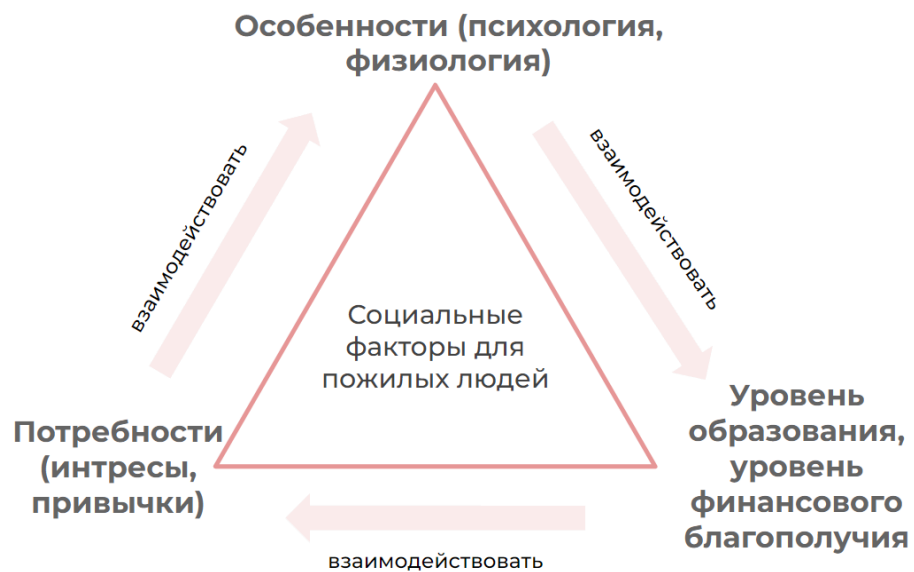 Особенности (психология,
физиология)
взаимодействовать
взаимодействовать
Социальные
факторы для
пожилых людей
Потребности
(интресы,
привычки)
Уровень
образования,
уровень
финансового
благополучия
взаимодействовать